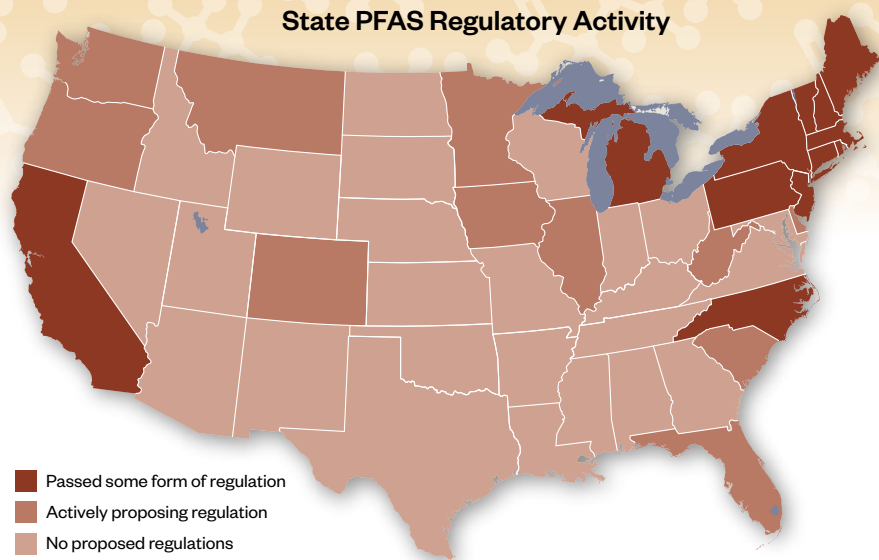 State PFAS Regulatory Activity
Passed some form of regulation
Actively proposing regulation
No proposed regulations